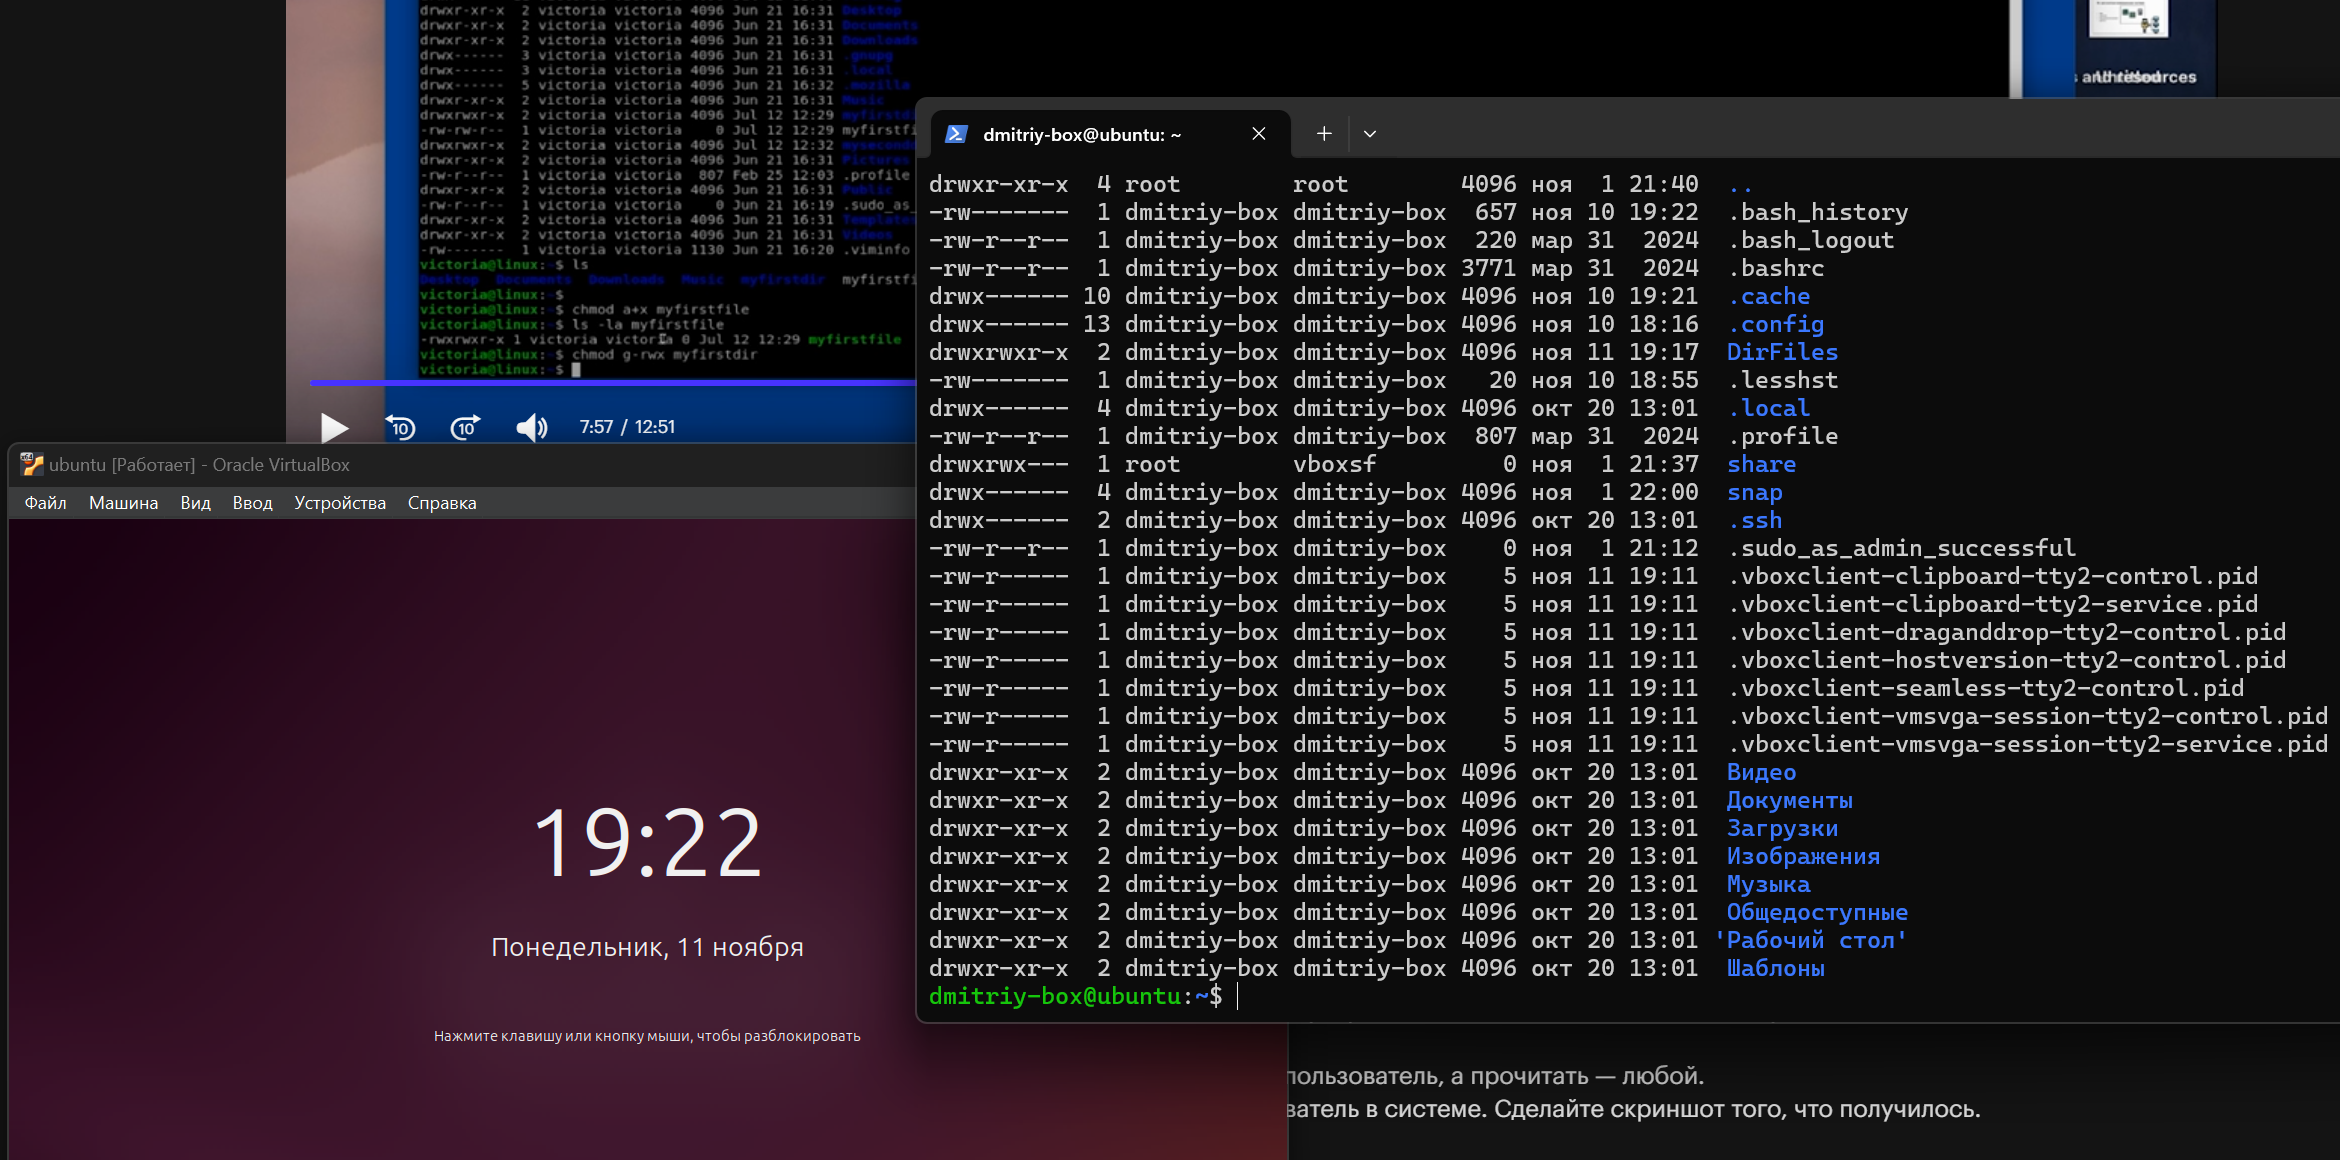 drwxr-xr-x 2 victoria victoria 4096 Jun 21 16:31 Desktop
drwxr-xr-x 2 victoria victoria 4096 Jun 21 16:31 Documents
drwxr-xr-x 2 victoria victoria 4096 Jun 21 16:31 Downloads
drwx------ 3 victoria victoria 4096 Jun 21 16:31 .gnupg
drwx------ 3 victoria victoria 4096 Jun 21 16:31 .local
drwx------ 5 victoria victoria 4096 Jun 21 16:32 .mozilla
drwxr-xr-x 2 victoria victoria 4096 Jun 21 16:31 Music
drwxrwxr-x 2 victoria victoria 4096 Jul 12 12:29 myfirstd
-rw-rw-r-- 1 victoria victoria 0 Jul 12 12:29 myfirstfi
drwxrwxr-x 2 victoria victoria 4096 Jul 12 12:32 mysecond
drwxr-xr-x 2 victoria victoria 4096 Jun 21 16:31 Pictures
-rw-r--r-- 1 victoria victoria 807 Feb 25 12:03 .profile
drwxr-xr-x 2 victoria victoria 4096 Jun 21 16:31 Public
-rw-r--r-- 1 victoria victoria 0 Jun 21 16:19 .sudo_as_
drwxr-xr-x 2 victoria victoria 4096 Jun 21 16:31 Templates
drwxr-xr-x 2 victoria victoria 4096 Jun 21 16:31 Videos
-rw------- 1 victoria victoria 1130 Jun 21 16:20 .viminfo
victoria@linux:~$ ls
Desktop Documents Downloads Music myfirstdir myfirstfi
victoria@linux:~$
victoria@linux:~$ chmod a+x myfirstfile
victoria@linux:~$ ls -la myfirstfile
-rwxrwxr-x 1 victoria victoria 0 Jul 12 12:29 myfirstfile
victoria@linux:~$ chmod g-rwx myfirstdir
victoria@linux:~$
7:57 / 12:51
ubuntu [Работает] - Oracle VirtualBox
Файл Машина Вид Ввод Устройства Справка
19:22
Понедельник, 11 ноября
Нажмите клавишу или кнопку мыши, чтобы разблокировать
dmitriy-box@ubuntu: ~
drwxr-xr-x 4 root root 4096 ноя 1 21:40 ..
-rw------- 1 dmitriy-box dmitriy-box 657 ноя 10 19:22 .bash_history
-rw-r--r-- 1 dmitriy-box dmitriy-box 220 мар 31 2024 .bash_logout
-rw-r--r-- 1 dmitriy-box dmitriy-box 3771 мар 31 2024 .bashrc
drwx------ 10 dmitriy-box dmitriy-box 4096 ноя 10 19:21 .cache
drwx------ 13 dmitriy-box dmitriy-box 4096 ноя 10 18:16 .config
drwxrwxr-x 2 dmitriy-box dmitriy-box 4096 ноя 11 19:17 DirFiles
-rw------- 1 dmitriy-box dmitriy-box 20 ноя 10 18:55 .lesshst
drwx------ 4 dmitriy-box dmitriy-box 4096 окт 20 13:01 .local
-rw-r--r-- 1 dmitriy-box dmitriy-box 807 мар 31 2024 .profile
drwxrwx--- 1 root vboxsf 0 ноя 1 21:37 share
drwx------ 4 dmitriy-box dmitriy-box 4096 ноя 1 22:00 snap
drwx------ 2 dmitriy-box dmitriy-box 4096 окт 20 13:01 .ssh
-rw-r--r-- 1 dmitriy-box dmitriy-box 0 ноя 1 21:12 .sudo_as_admin_successful
-rw-r----- 1 dmitriy-box dmitriy-box 5 ноя 11 19:11 .vboxclient-clipboard-tty2-control.pid
-rw-r----- 1 dmitriy-box dmitriy-box 5 ноя 11 19:11 .vboxclient-clipboard-tty2-service.pid
-rw-r----- 1 dmitriy-box dmitriy-box 5 ноя 11 19:11 .vboxclient-draganddrop-tty2-control.pid
-rw-r----- 1 dmitriy-box dmitriy-box 5 ноя 11 19:11 .vboxclient-hostversion-tty2-control.pid
-rw-r----- 1 dmitriy-box dmitriy-box 5 ноя 11 19:11 .vboxclient-seamless-tty2-control.pid
-rw-r----- 1 dmitriy-box dmitriy-box 5 ноя 11 19:11 .vboxclient-vmsvga-session-tty2-control.pid
-rw-r----- 1 dmitriy-box dmitriy-box 5 ноя 11 19:11 .vboxclient-vmsvga-session-tty2-service.pid
drwxr-xr-x 2 dmitriy-box dmitriy-box 4096 окт 20 13:01 Видео
drwxr-xr-x 2 dmitriy-box dmitriy-box 4096 окт 20 13:01 Документы
drwxr-xr-x 2 dmitriy-box dmitriy-box 4096 окт 20 13:01 Загрузки
drwxr-xr-x 2 dmitriy-box dmitriy-box 4096 окт 20 13:01 Изображения
drwxr-xr-x 2 dmitriy-box dmitriy-box 4096 окт 20 13:01 Музыка
drwxr-xr-x 2 dmitriy-box dmitriy-box 4096 окт 20 13:01 Общедоступные
drwxr-xr-x 2 dmitriy-box dmitriy-box 4096 окт 20 13:01 'Рабочий стол'
drwxr-xr-x 2 dmitriy-box dmitriy-box 4096 окт 20 13:01 Шаблоны
dmitriy-box@ubuntu:~$
пользователь, а прочитать — любой.
ватель в системе. Сделайте скриншот того, что получилось.